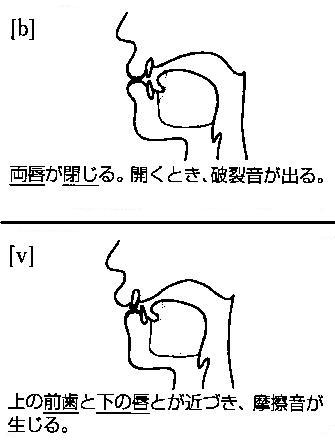 [b]
両唇が閉じる。開くとき、破裂音が出る。
[v]
上の前歯と下の唇とが近づき、摩擦音が
生じる。